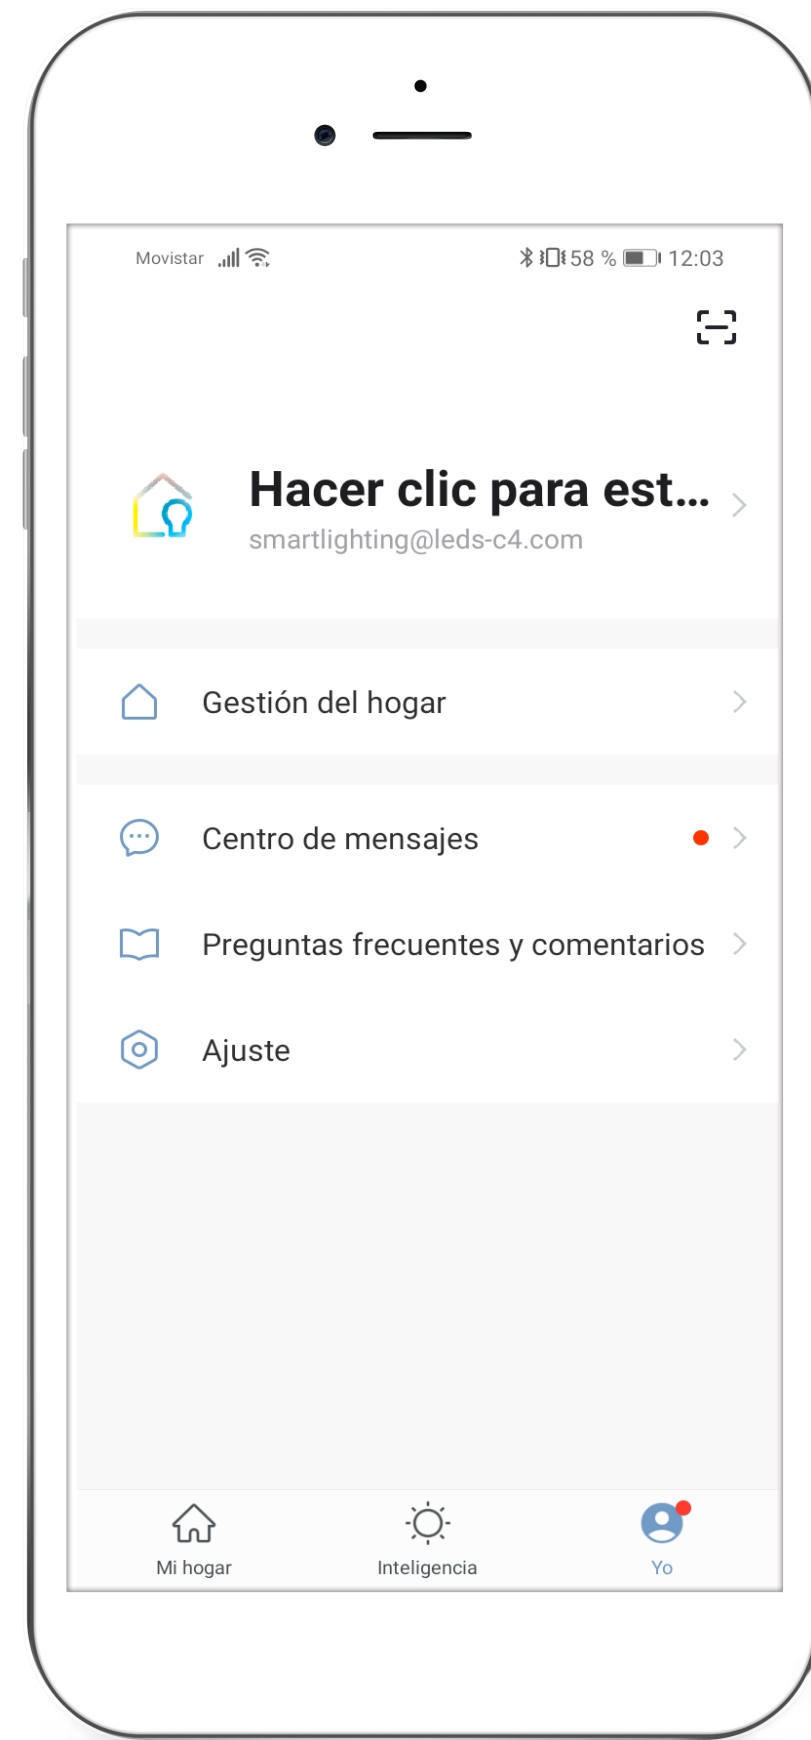 Movistar 58 % 12:03
Hacer clic para est...
smartlighting@leds-c4.com
Gestión del hogar
Centro de mensajes
Preguntas frecuentes y comentarios
Ajuste
Mi hogar Inteligencia Yo